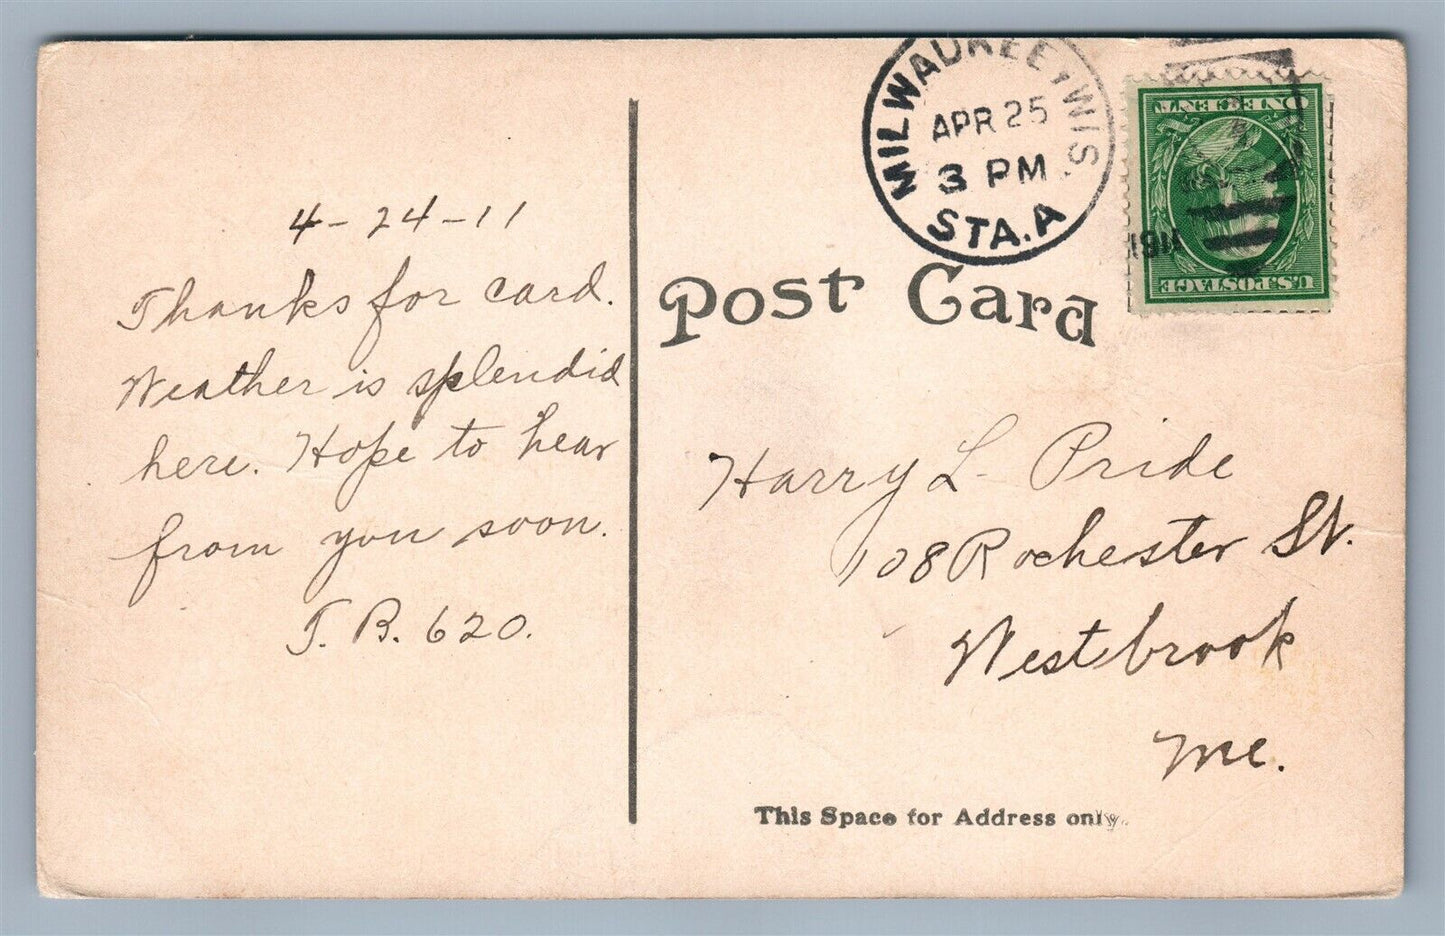 MILWAUKEE, WIS.
APR 25
3 PM
STA. A
1911
ONE CENT
U.S. POSTAGE
Post Card
4-24-11
Thanks for card.
Weather is splendid
here. Hope to hear
from you soon.
T. B. 620.
Harry L. Pride
108 Rochester St.
Westbrook
Me.
This Space for Address only.